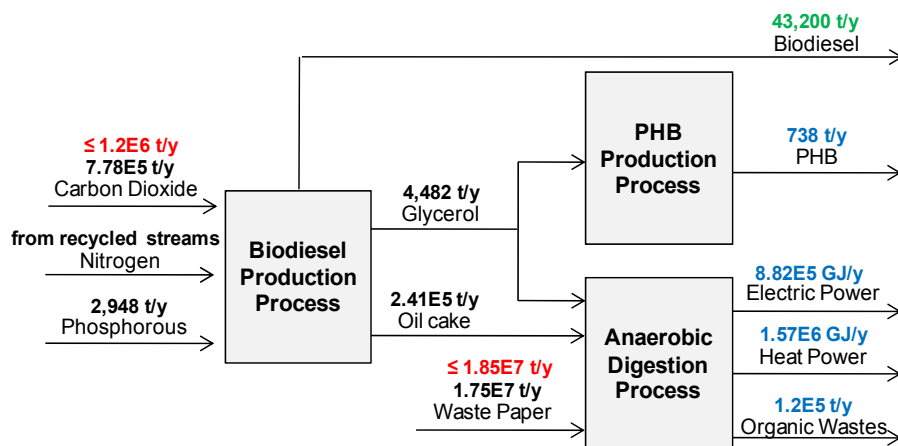 43,200 t/y
Biodiesel
≤ 1.2E6 t/y
7.78E5 t/y
Carbon Dioxide
from recycled streams
Nitrogen
2,948 t/y
Phosphorous
Biodiesel
Production
Process
4,482 t/y
Glycerol
2.41E5 t/y
Oil cake
≤ 1.85E7 t/y
1.75E7 t/y
Waste Paper
PHB
Production
Process
738 t/y
PHB
Anaerobic
Digestion
Process
8.82E5 GJ/y
Electric Power
1.57E6 GJ/y
Heat Power
1.2E5 t/y
Organic Wastes